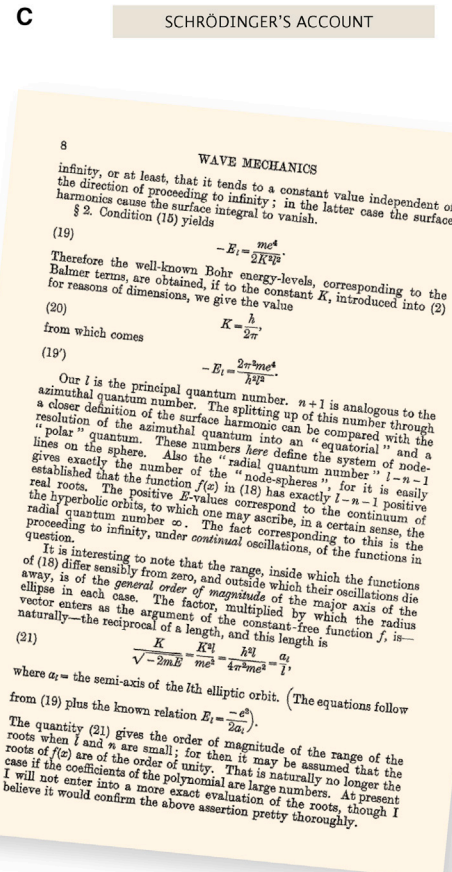 C
SCHRÖDINGER'S ACCOUNT
8
WAVE MECHANICS
infinity, or at least, that it tends to a constant value independent of
the direction of proceeding to infinity; in the latter case the surface
harmonics cause the surface integral to vanish.
§ 2. Condition (15) yields
(19) −E_l = me⁴/2K²l².
Therefore the well-known Bohr energy-levels, corresponding to the
Balmer terms, are obtained, if to the constant K, introduced into (2)
for reasons of dimensions, we give the value
(20) K = h/2π,
from which comes
(19′) −E_l = 2π²me⁴/h²l².
Our l is the principal quantum number. n+1 is analogous to the
azimuthal quantum number. The splitting up of this number through
a closer definition of the surface harmonic can be compared with the
resolution of the azimuthal quantum into an "equatorial" and a
"polar" quantum. These numbers here define the system of node-
lines on the sphere. Also the "radial quantum number" l−n−1
gives exactly the number of the "node-spheres", for it is easily
established that the function f(x) in (18) has exactly l−n−1 positive
real roots. The positive E-values correspond to the continuum of
the hyperbolic orbits, to which one may ascribe, in a certain sense, the
radial quantum number ∞. The fact corresponding to this is the
proceeding to infinity, under continual oscillations, of the functions in
question.
It is interesting to note that the range, inside which the functions
of (18) differ sensibly from zero, and outside which their oscillations die
away, is of the general order of magnitude of the major axis of the
ellipse in each case. The factor, multiplied by which the radius
vector enters as the argument of the constant-free function f, is—
naturally—the reciprocal of a length, and this length is
(21) K/√−2mE = K²l/me² = h²l/4π²me² = a_l/l,
where a_l = the semi-axis of the lth elliptic orbit. (The equations follow
from (19) plus the known relation E_l = −e²/2a_l).
The quantity (21) gives the order of magnitude of the range of the
roots when l and n are small; for then it may be assumed that the
roots of f(x) are of the order of unity. That is naturally no longer the
case if the coefficients of the polynomial are large numbers. At present
I will not enter into a more exact evaluation of the roots, though I
believe it would confirm the above assertion pretty thoroughly.